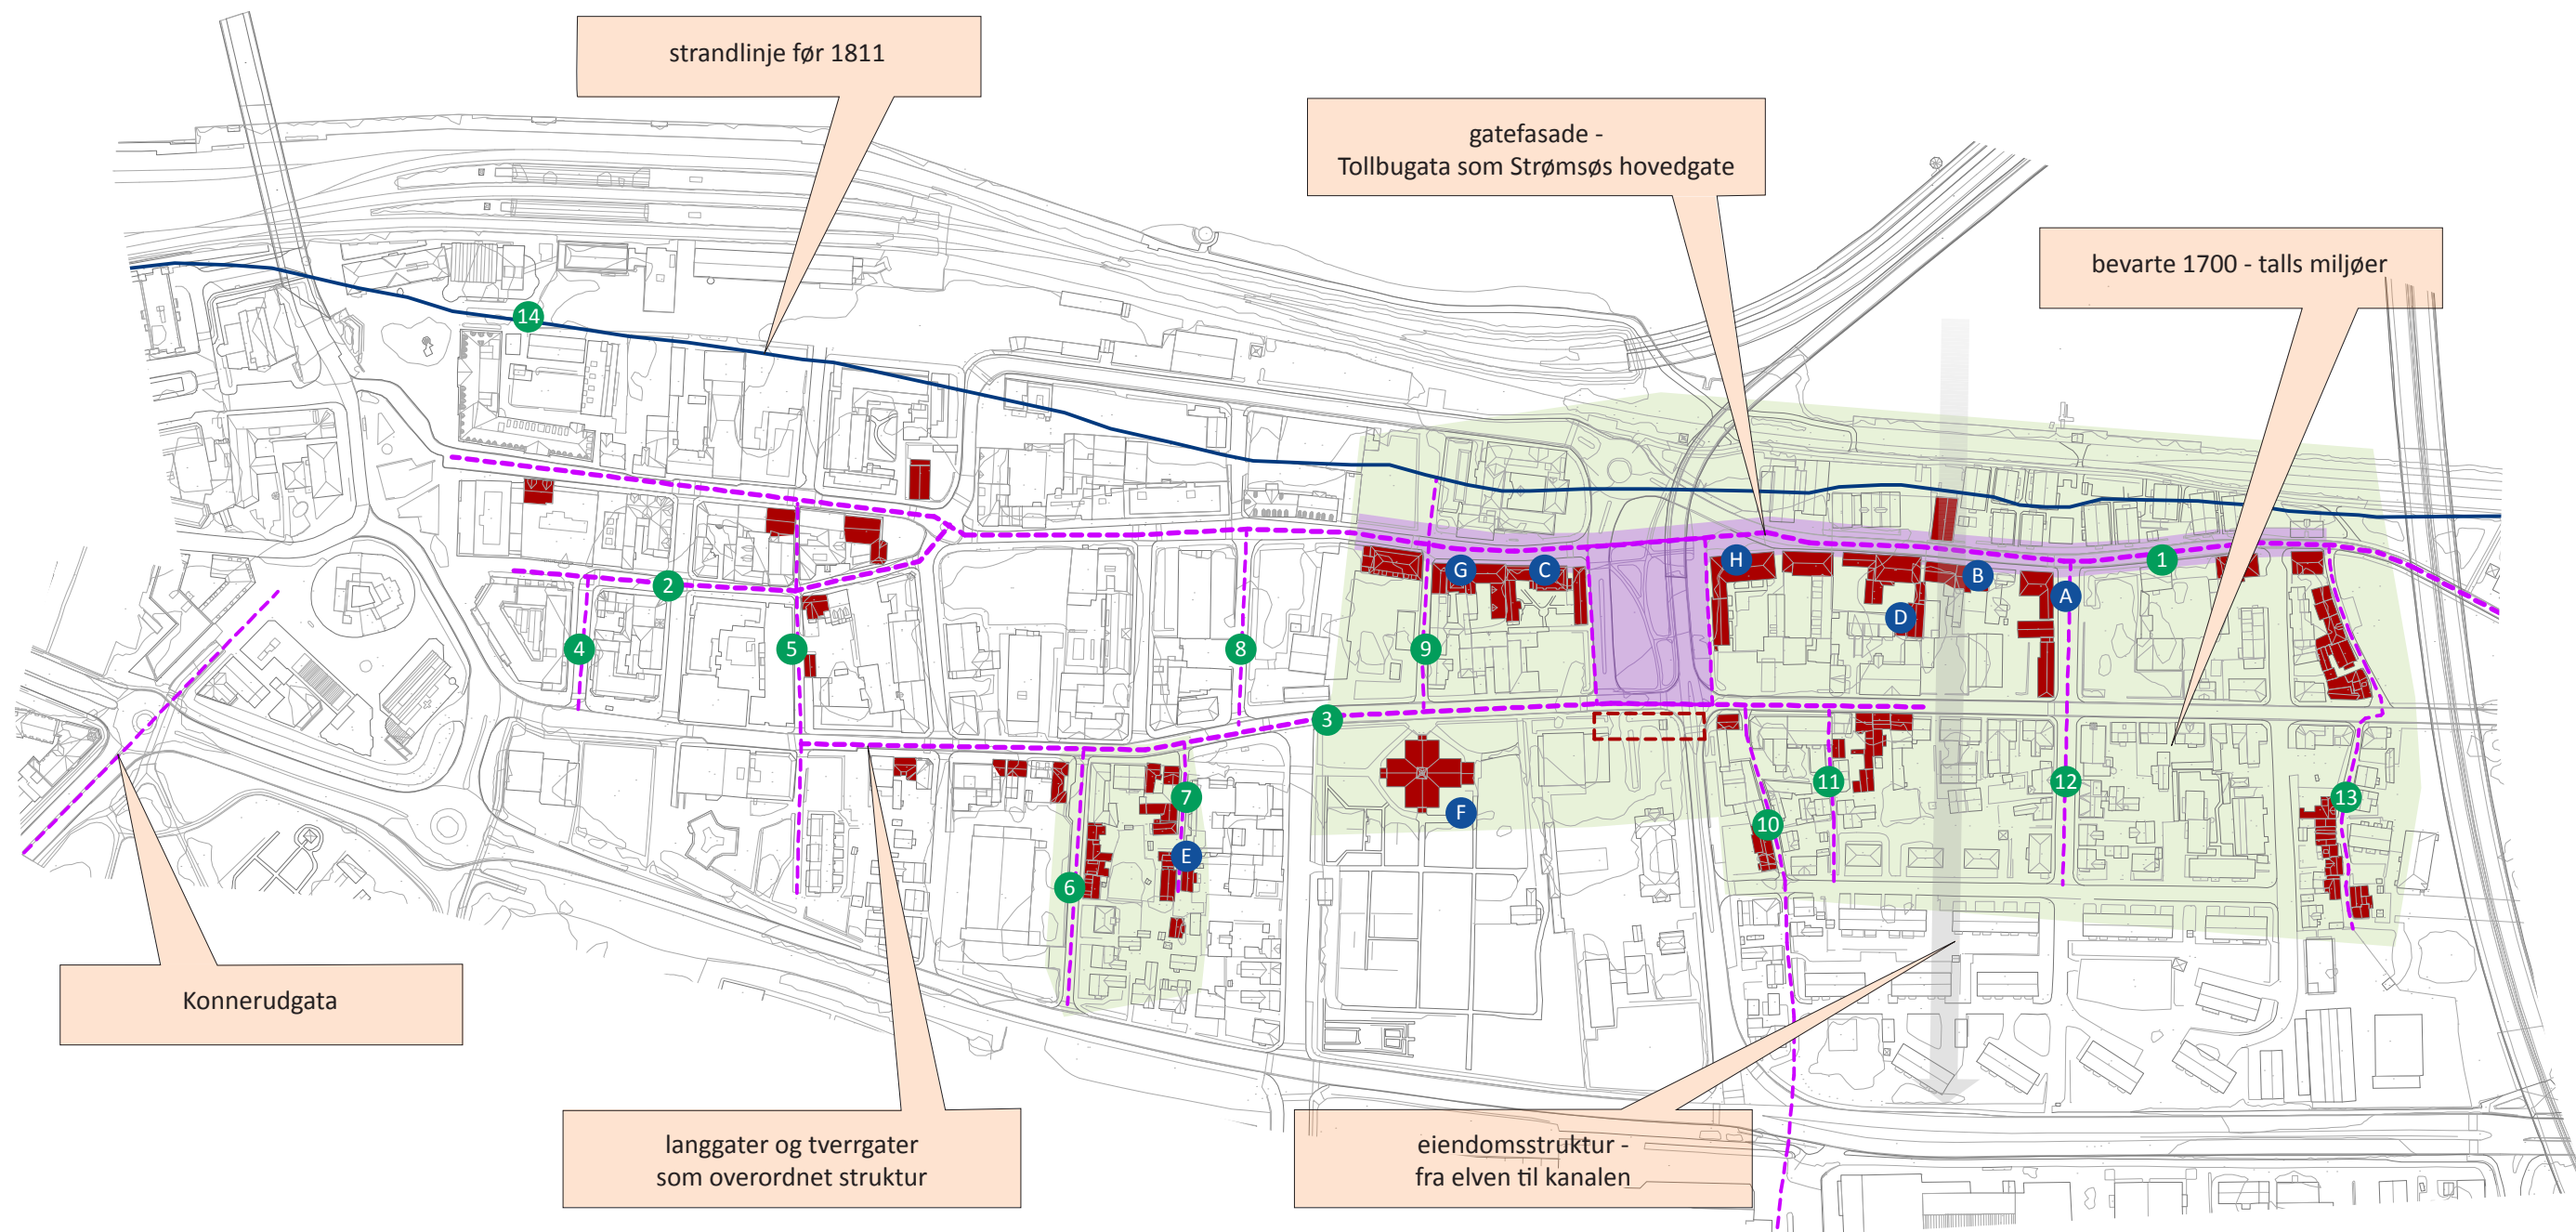 strandlinje før 1811
gatefasade -
Tollbugata som Strømsøs hovedgate
bevarte 1700 - talls miljøer
14
1
2
G
C
H
B
A
D
4
5
8
9
3
7
11
12
13
F
10
E
6
Konnerudgata
langgater og tverrgater
som overordnet struktur
eiendomsstruktur -
fra elven til kanalen